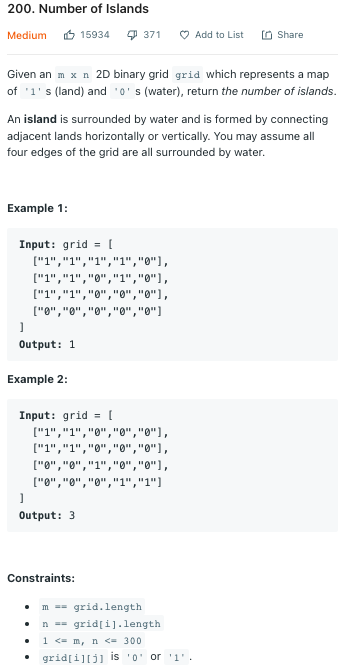 200. Number of Islands
Medium 15934 371 Add to List Share
Given an m x n 2D binary grid grid which represents a map
of '1' s (land) and '0' s (water), return the number of islands.
An island is surrounded by water and is formed by connecting
adjacent lands horizontally or vertically. You may assume all
four edges of the grid are all surrounded by water.
Example 1:
Input: grid = [
["1","1","1","1","0"],
["1","1","0","1","0"],
["1","1","0","0","0"],
["0","0","0","0","0"]
]
Output: 1
Example 2:
Input: grid = [
["1","1","0","0","0"],
["1","1","0","0","0"],
["0","0","1","0","0"],
["0","0","0","1","1"]
]
Output: 3
Constraints:
• m == grid.length
• n == grid[i].length
• 1 <= m, n <= 300
• grid[i][j] is '0' or '1'.